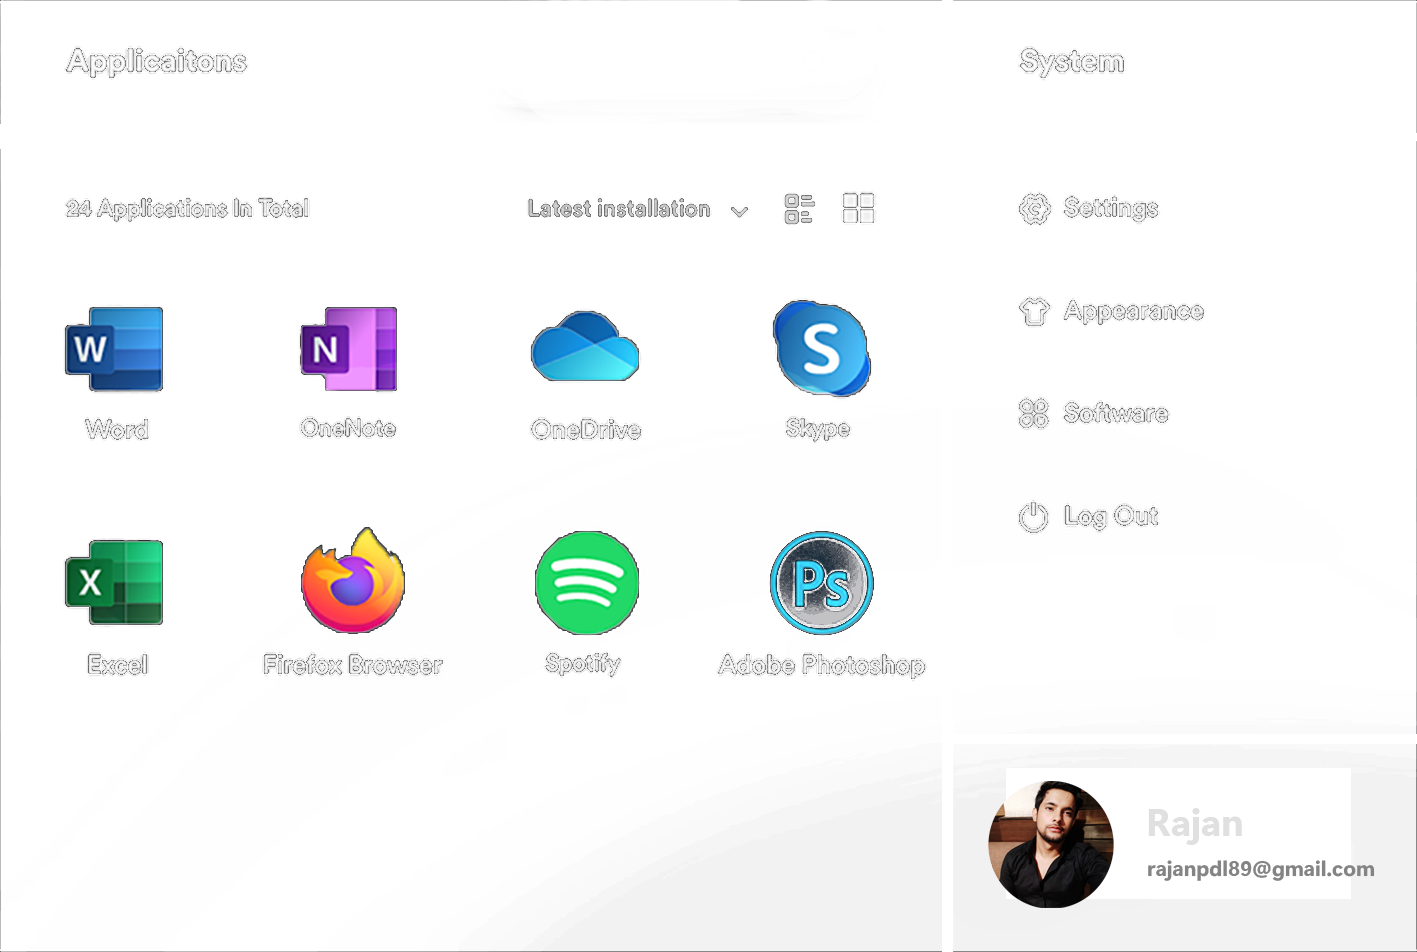 Applicaitons
System
24 Applications In Total
Latest installation
Settings
Appearance
Software
Log Out
W
N
S
Word
OneNote
OneDrive
Skype
X
Ps
Excel
Firefox Browser
Spotify
Adobe Photoshop
Rajan
rajanpdl89@gmail.com